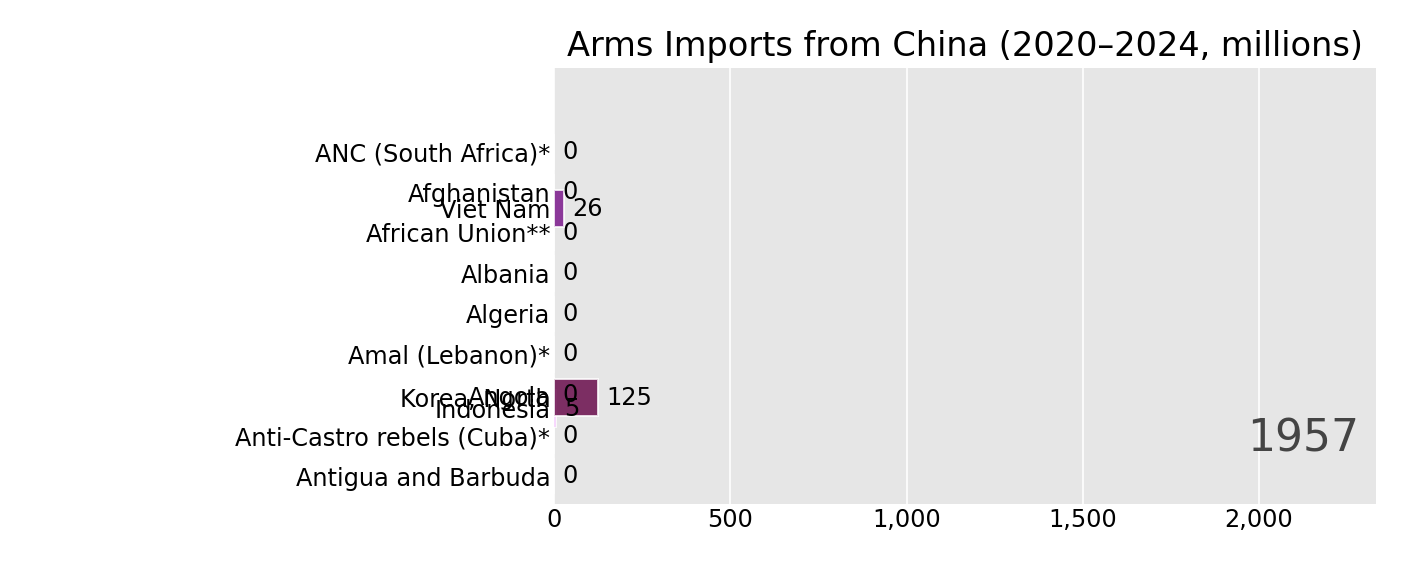 Arms Imports from China (2020–2024, millions)
ANC (South Africa)* 0
Afghanistan 0
Viet Nam 26
African Union** 0
Albania 0
Algeria 0
Amal (Lebanon)* 0
Angola 0
Korea, North 125
Indonesia 5
Anti-Castro rebels (Cuba)* 0
1957
Antigua and Barbuda 0
0 500 1,000 1,500 2,000